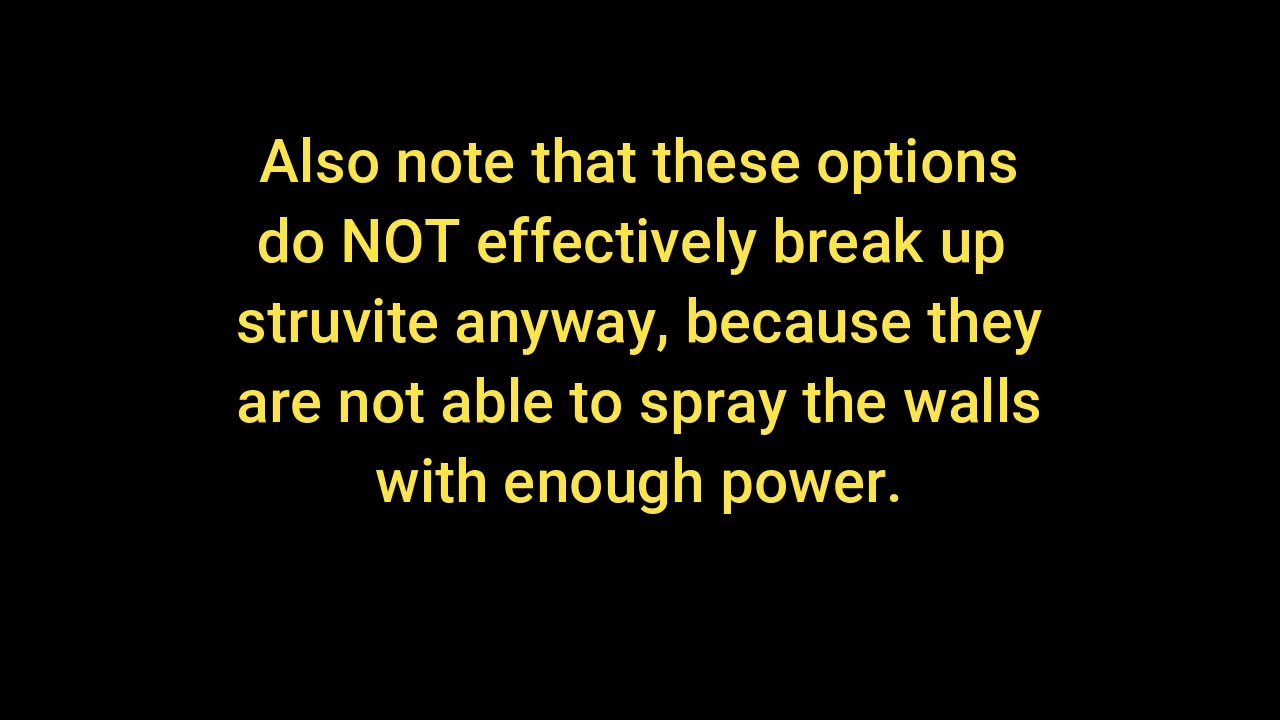 Also note that these options
do NOT effectively break up
struvite anyway, because they
are not able to spray the walls
with enough power.